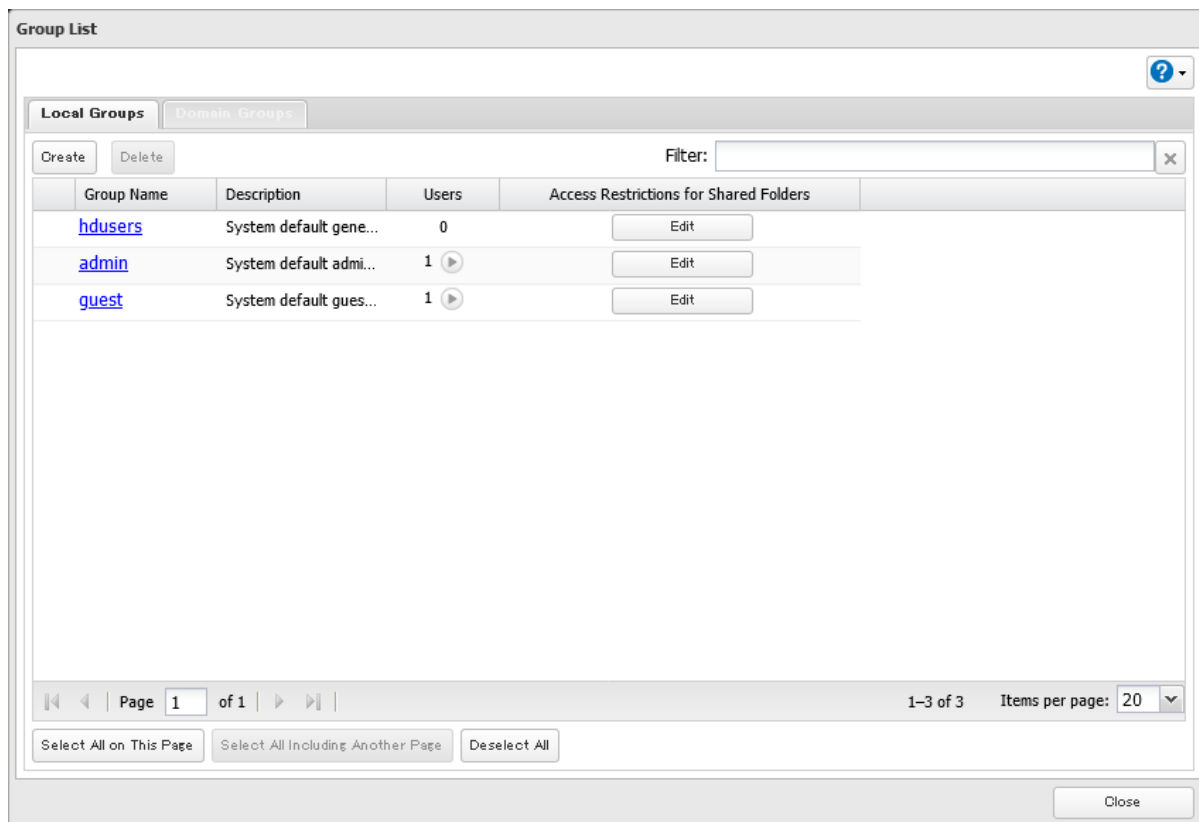 Group List
Local Groups Domain Groups
Create Delete Filter:
Group Name Description Users Access Restrictions for Shared Folders
hdusers System default gene... 0 Edit
admin System default admi... 1 Edit
guest System default gues... 1 Edit
Page 1 of 1 1–3 of 3 Items per page: 20
Select All on This Page Select All Including Another Page Deselect All
Close